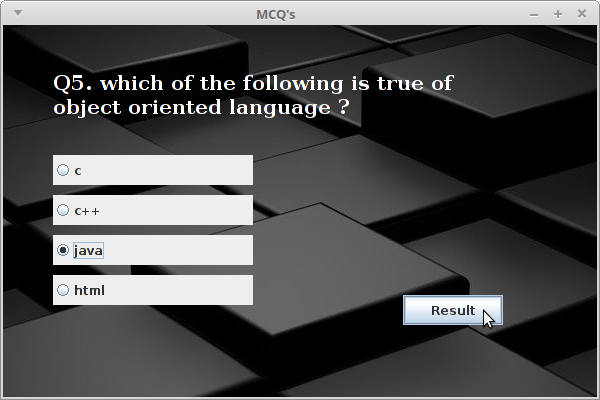 MCQ's
Q5. which of the following is true of
object oriented language ?
c
c++
java
html
Result